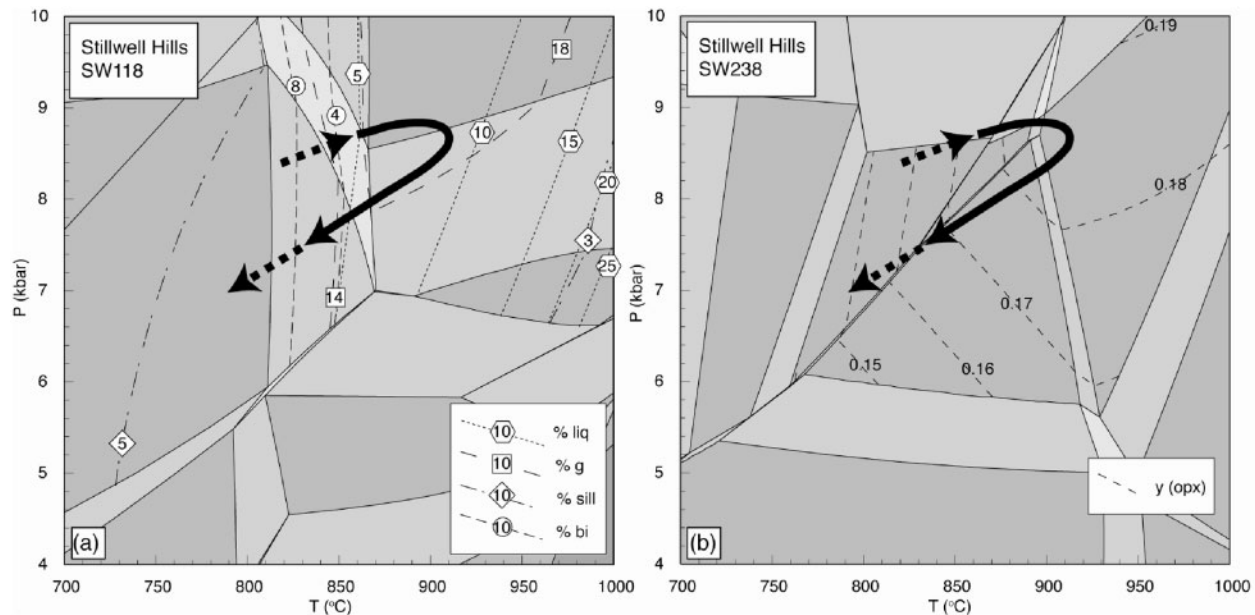 Stillwell Hills
SW118
10
9
8
7
6
5
4
P (kbar)
700
750
800
850
900
950
1000
T (°C)
8
4
5
18
10
15
20
3
25
14
5
10 % liq
10 % g
10 % sill
10 % bi
(a)
Stillwell Hills
SW238
10
9
8
7
6
5
4
P (kbar)
700
750
800
850
900
950
1000
T (°C)
0.19
0.18
0.17
0.16
0.15
y (opx)
(b)